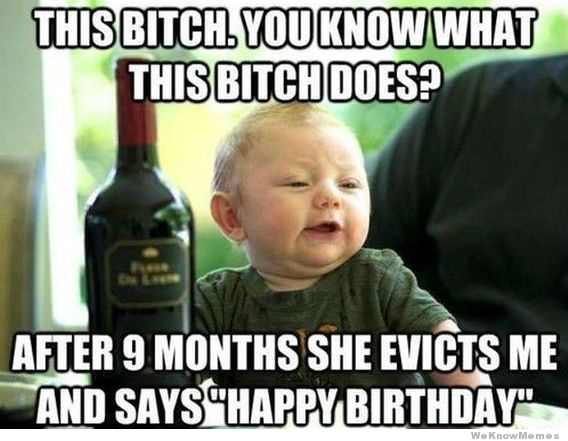 THIS BITCH. YOU KNOW WHAT
THIS BITCH DOES?
AFTER 9 MONTHS SHE EVICTS ME
AND SAYS "HAPPY BIRTHDAY"
WeKnowMemes